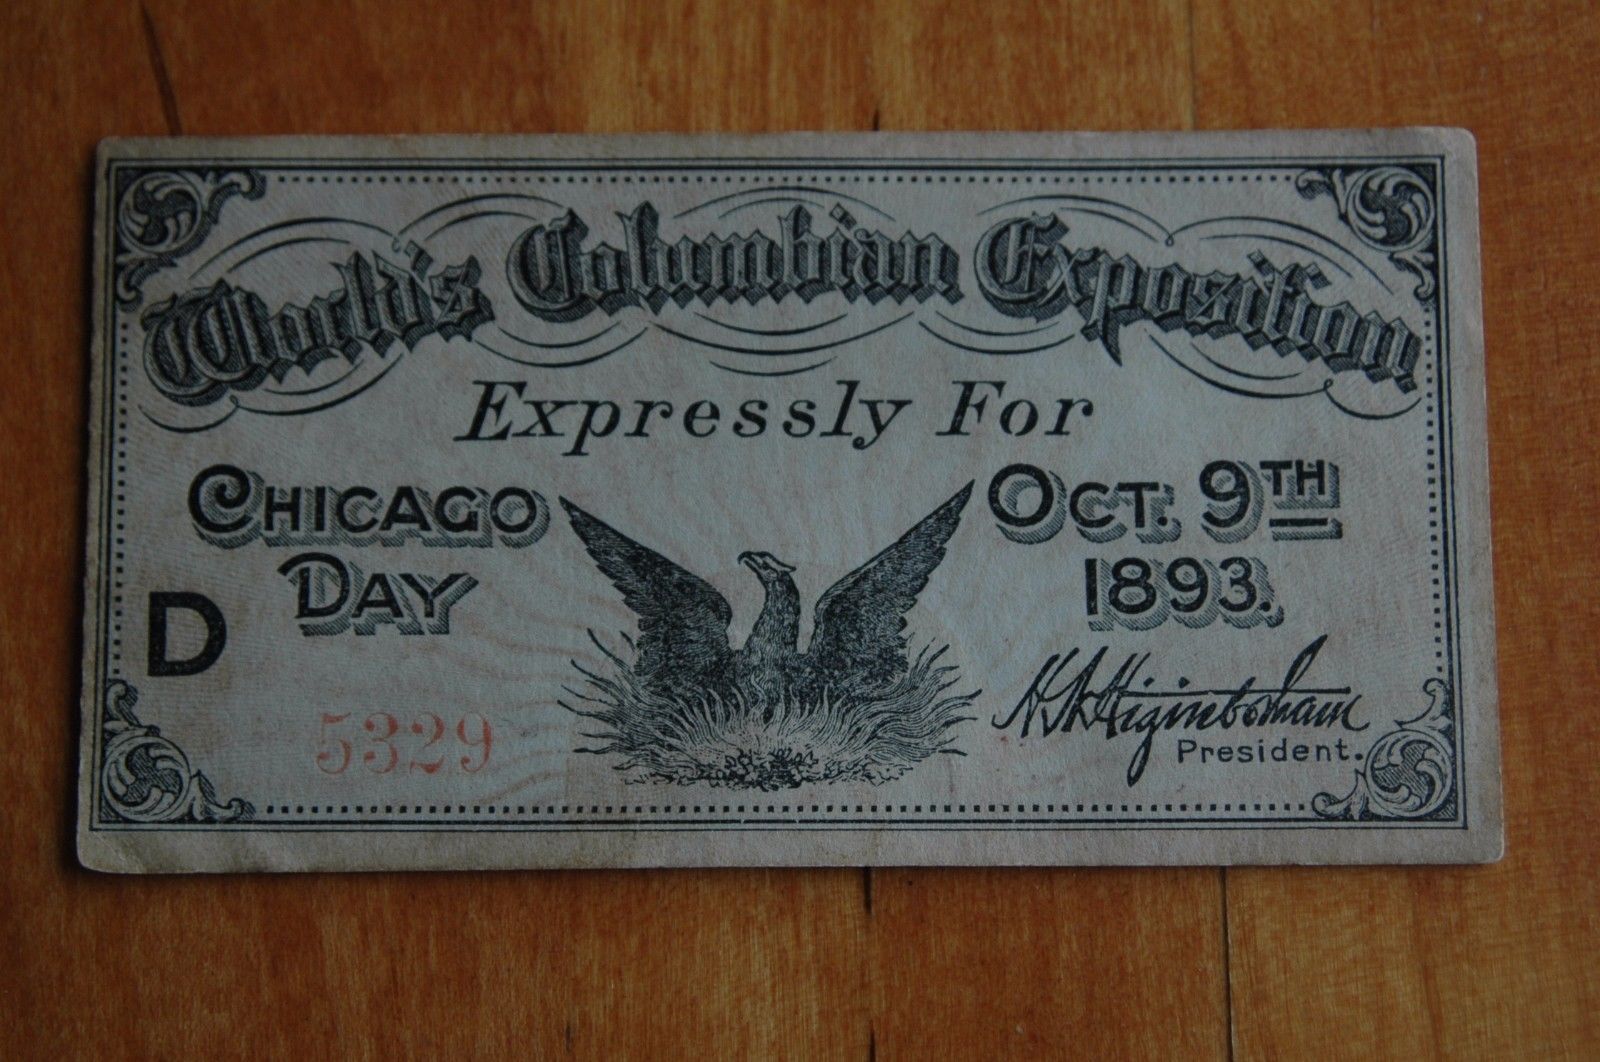 World's Columbian Exposition
Expressly For
Chicago Day
Oct. 9th 1893.
D
5329
H. N. Higinbotham
President.